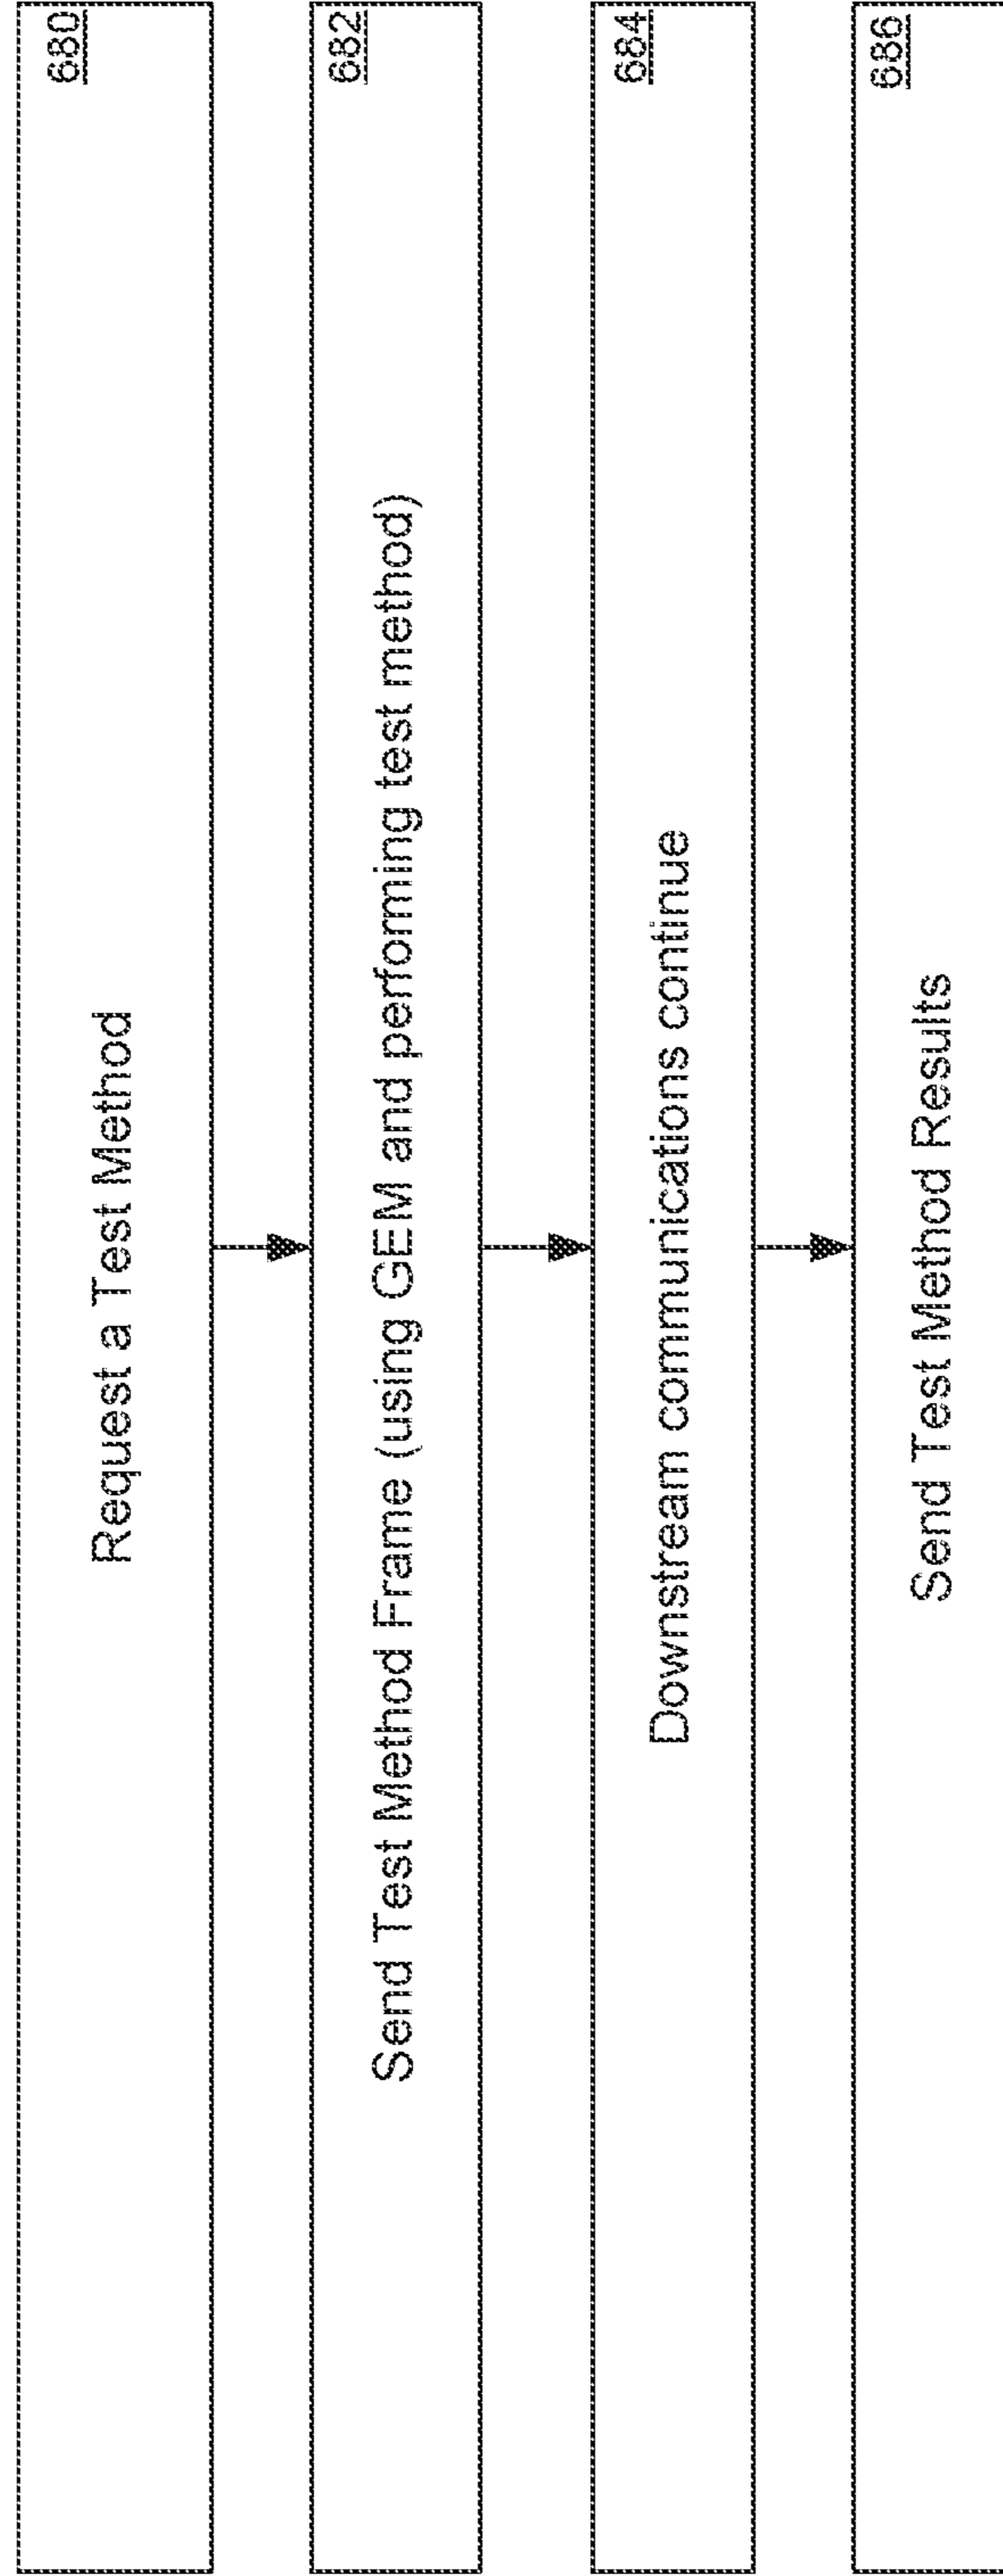 680
Request a Test Method
682
Send Test Method Frame (using GEM and performing test method)
684
Downstream communications continue
686
Send Test Method Results